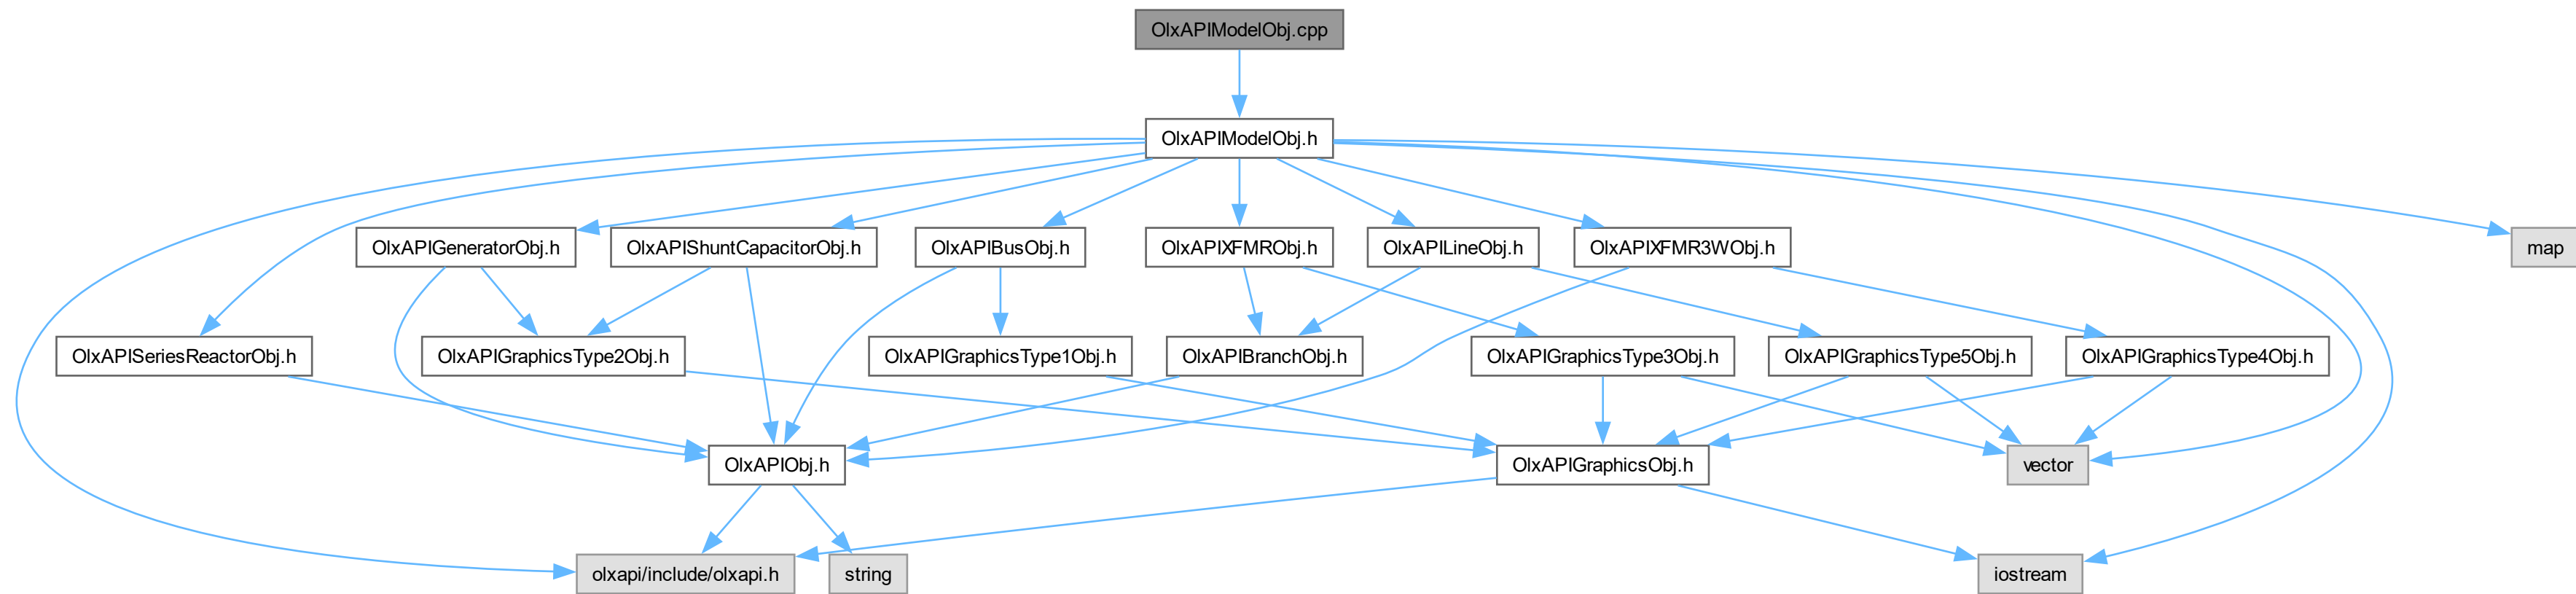 OlxAPIModelObj.cpp
OlxAPIModelObj.h
OlxAPIGeneratorObj.h
OlxAPIShuntCapacitorObj.h
OlxAPIBusObj.h
OlxAPIXFMRObj.h
OlxAPILineObj.h
OlxAPIXFMR3WObj.h
map
OlxAPISeriesReactorObj.h
OlxAPIGraphicsType2Obj.h
OlxAPIGraphicsType1Obj.h
OlxAPIBranchObj.h
OlxAPIGraphicsType3Obj.h
OlxAPIGraphicsType5Obj.h
OlxAPIGraphicsType4Obj.h
OlxAPIObj.h
OlxAPIGraphicsObj.h
vector
olxapi/include/olxapi.h
string
iostream